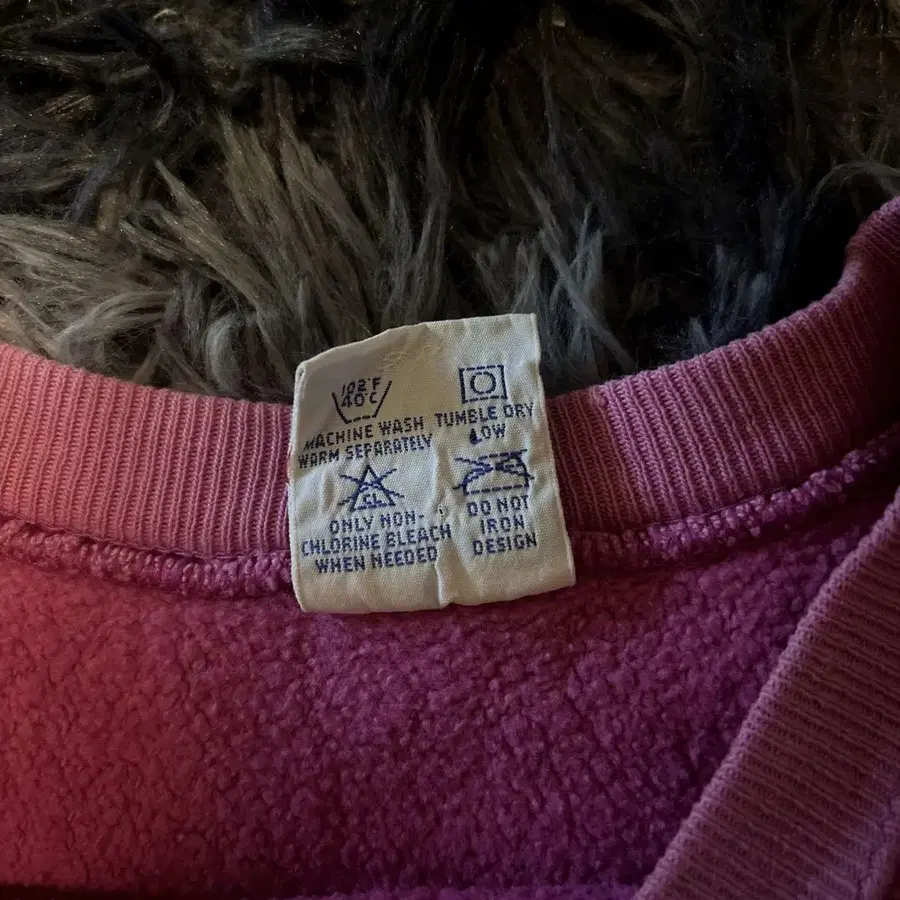 102°F
40°C
MACHINE WASH
WARM SEPARATELY
CL
ONLY NON-
CHLORINE BLEACH
WHEN NEEDED
TUMBLE DRY
LOW
DO NOT
IRON
DESIGN